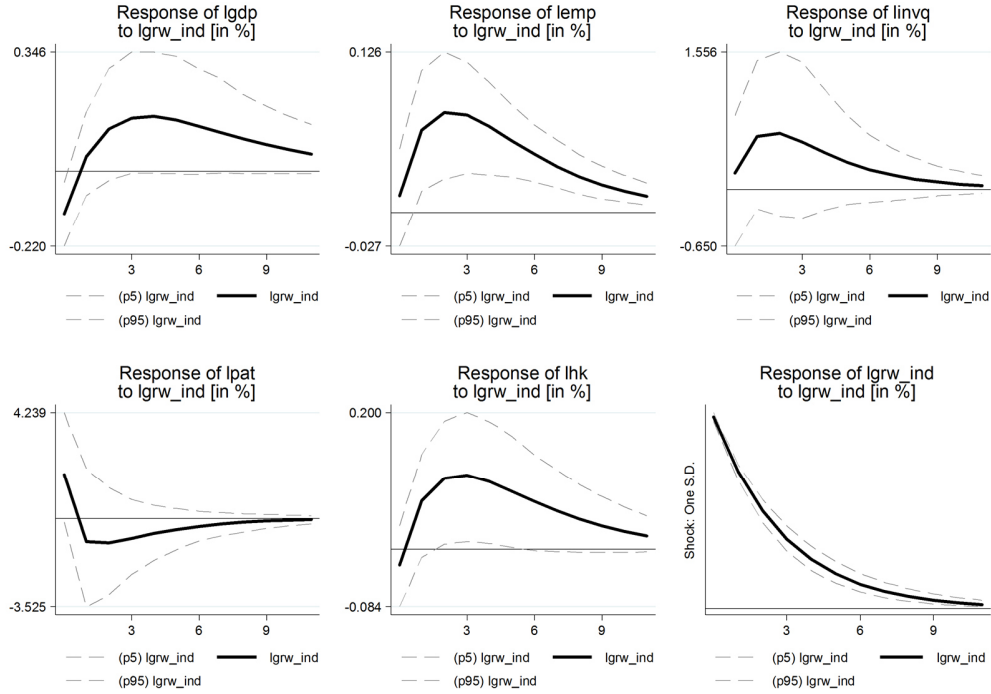 Response of lgdp
to lgrw_ind [in %]
0.346
-0.220
3 6 9
(p5) lgrw_ind lgrw_ind
(p95) lgrw_ind
Response of lemp
to lgrw_ind [in %]
0.126
-0.027
3 6 9
(p5) lgrw_ind lgrw_ind
(p95) lgrw_ind
Response of linvq
to lgrw_ind [in %]
1.556
-0.650
3 6 9
(p5) lgrw_ind lgrw_ind
(p95) lgrw_ind
Response of lpat
to lgrw_ind [in %]
4.239
-3.525
3 6 9
(p5) lgrw_ind lgrw_ind
(p95) lgrw_ind
Response of lhk
to lgrw_ind [in %]
0.200
-0.084
3 6 9
(p5) lgrw_ind lgrw_ind
(p95) lgrw_ind
Response of lgrw_ind
to lgrw_ind [in %]
Shock: One S.D.
3 6 9
(p5) lgrw_ind lgrw_ind
(p95) lgrw_ind